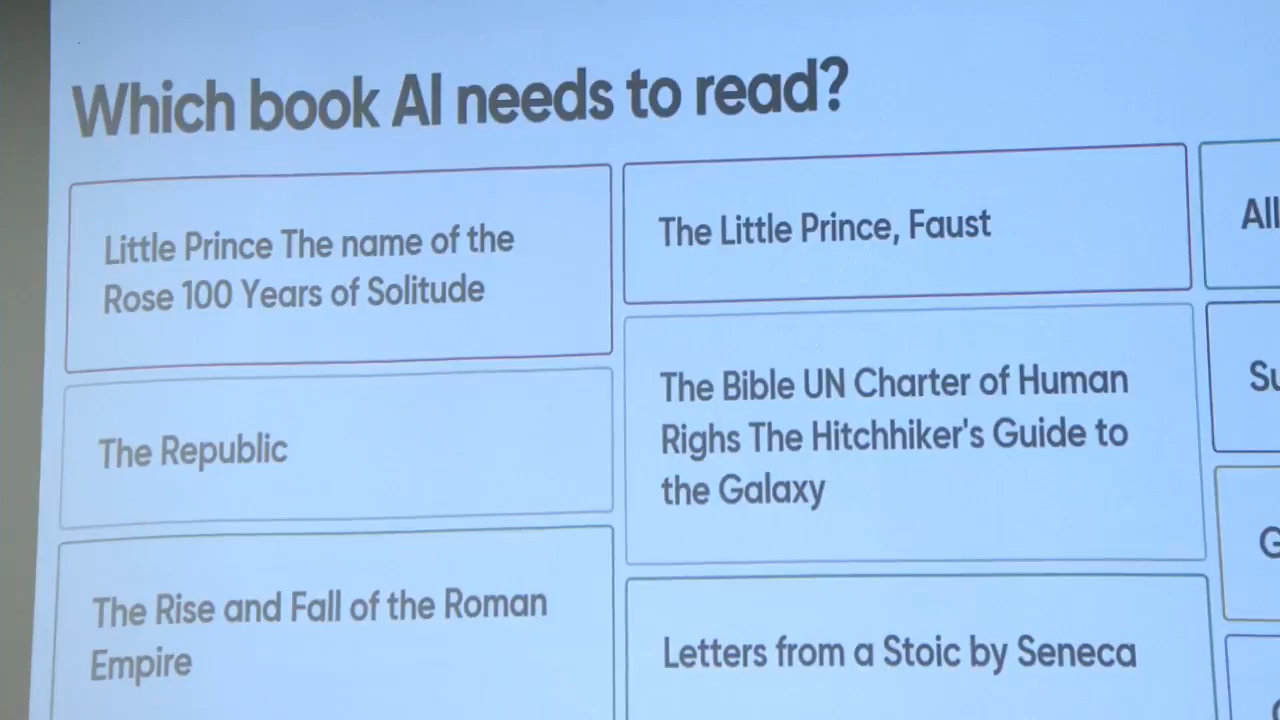 Which book AI needs to read?
Little Prince The name of the
Rose 100 Years of Solitude
The Republic
The Rise and Fall of the Roman
Empire
The Little Prince, Faust
The Bible UN Charter of Human
Righs The Hitchhiker's Guide to
the Galaxy
Letters from a Stoic by Seneca
All